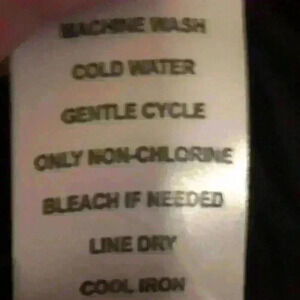 MACHINE WASH
COLD WATER
GENTLE CYCLE
ONLY NON-CHLORINE
BLEACH IF NEEDED
LINE DRY
COOL IRON